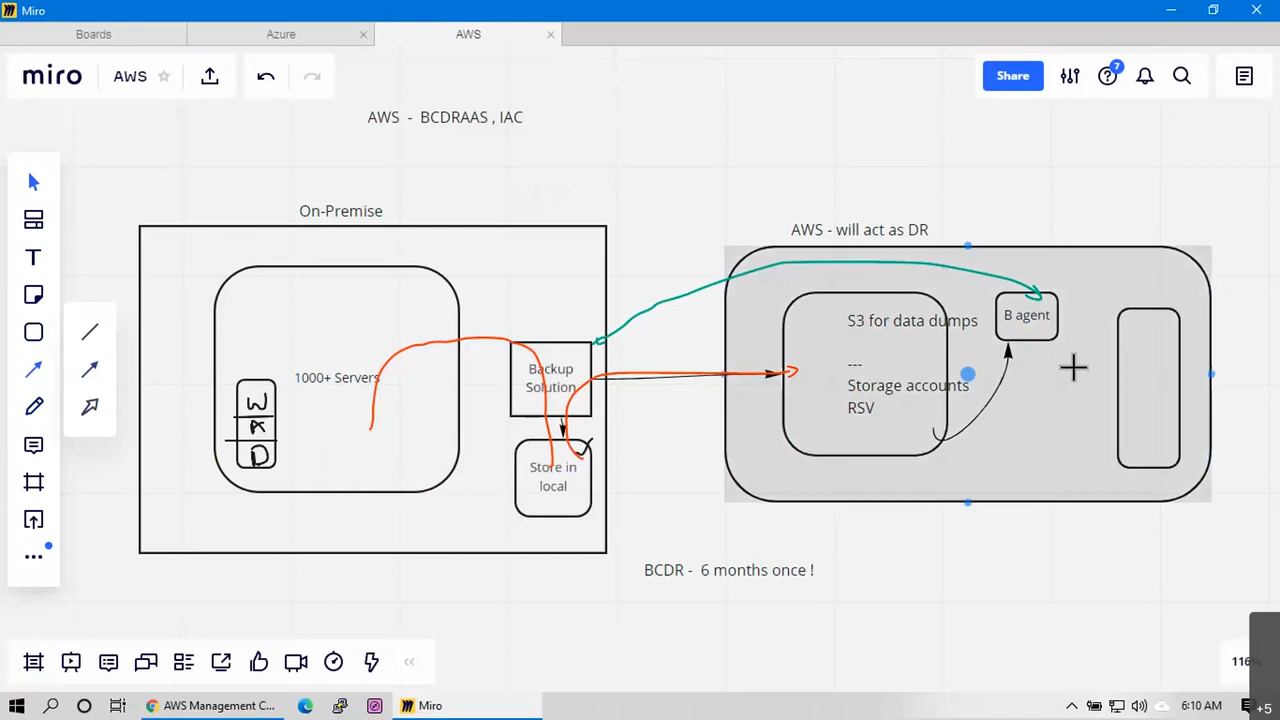 Miro
Boards
Azure
AWS
miro
AWS
Share
7
AWS - BCDRAAS , IAC
On-Premise
AWS - will act as DR
S3 for data dumps
B agent
Backup
Solution
1000+ Servers
---
Storage accounts
RSV
W
A
D
Store in
local
BCDR - 6 months once !
116%
AWS Management C...
Miro
6:10 AM
+5